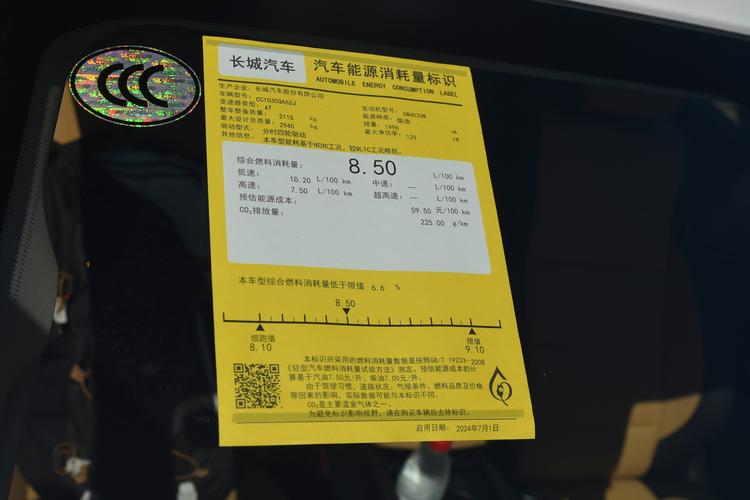 CCC
长城汽车 汽车能源消耗量标识
AUTOMOBILE ENERGY CONSUMPTION LABEL
生产企业：长城汽车股份有限公司
车辆型号：CC1030QA62J 发动机型号：GW4D20M
变速器类型：AT 能源种类：柴油
整车整备质量：2115 kg 排量：1996 mL
最大设计总质量：2940 kg 最大净功率：120 kW
驱动型式：分时四轮驱动
其他信息：本车型能耗基于NEDC工况，较WLTC工况略低。
综合燃料消耗量：8.50 L/100 km
低速：10.20 L/100 km 中速：— L/100 km
高速：7.50 L/100 km 超高速：— L/100 km
预估能源成本：59.50 元/100 km
CO₂排放量：225.00 g/km
本车型综合燃料消耗量低于限值 6.6 %
8.50
领跑值 限值
8.10 9.10
本标识所采用的燃料消耗量数据是按照GB/T 19233-2008
《轻型汽车燃料消耗量试验方法》测定，预估能源成本的计
算基于汽油7.50元/升，柴油7.00元/升。
由于驾驶习惯、道路状况、气候条件、燃料品质及价格
等因素的影响，实际数据可能与本标识不同。
CO₂是主要温室气体之一。
为避免标识影响视野，请在购买车辆后去除标识。
启用日期：2024年7月1日